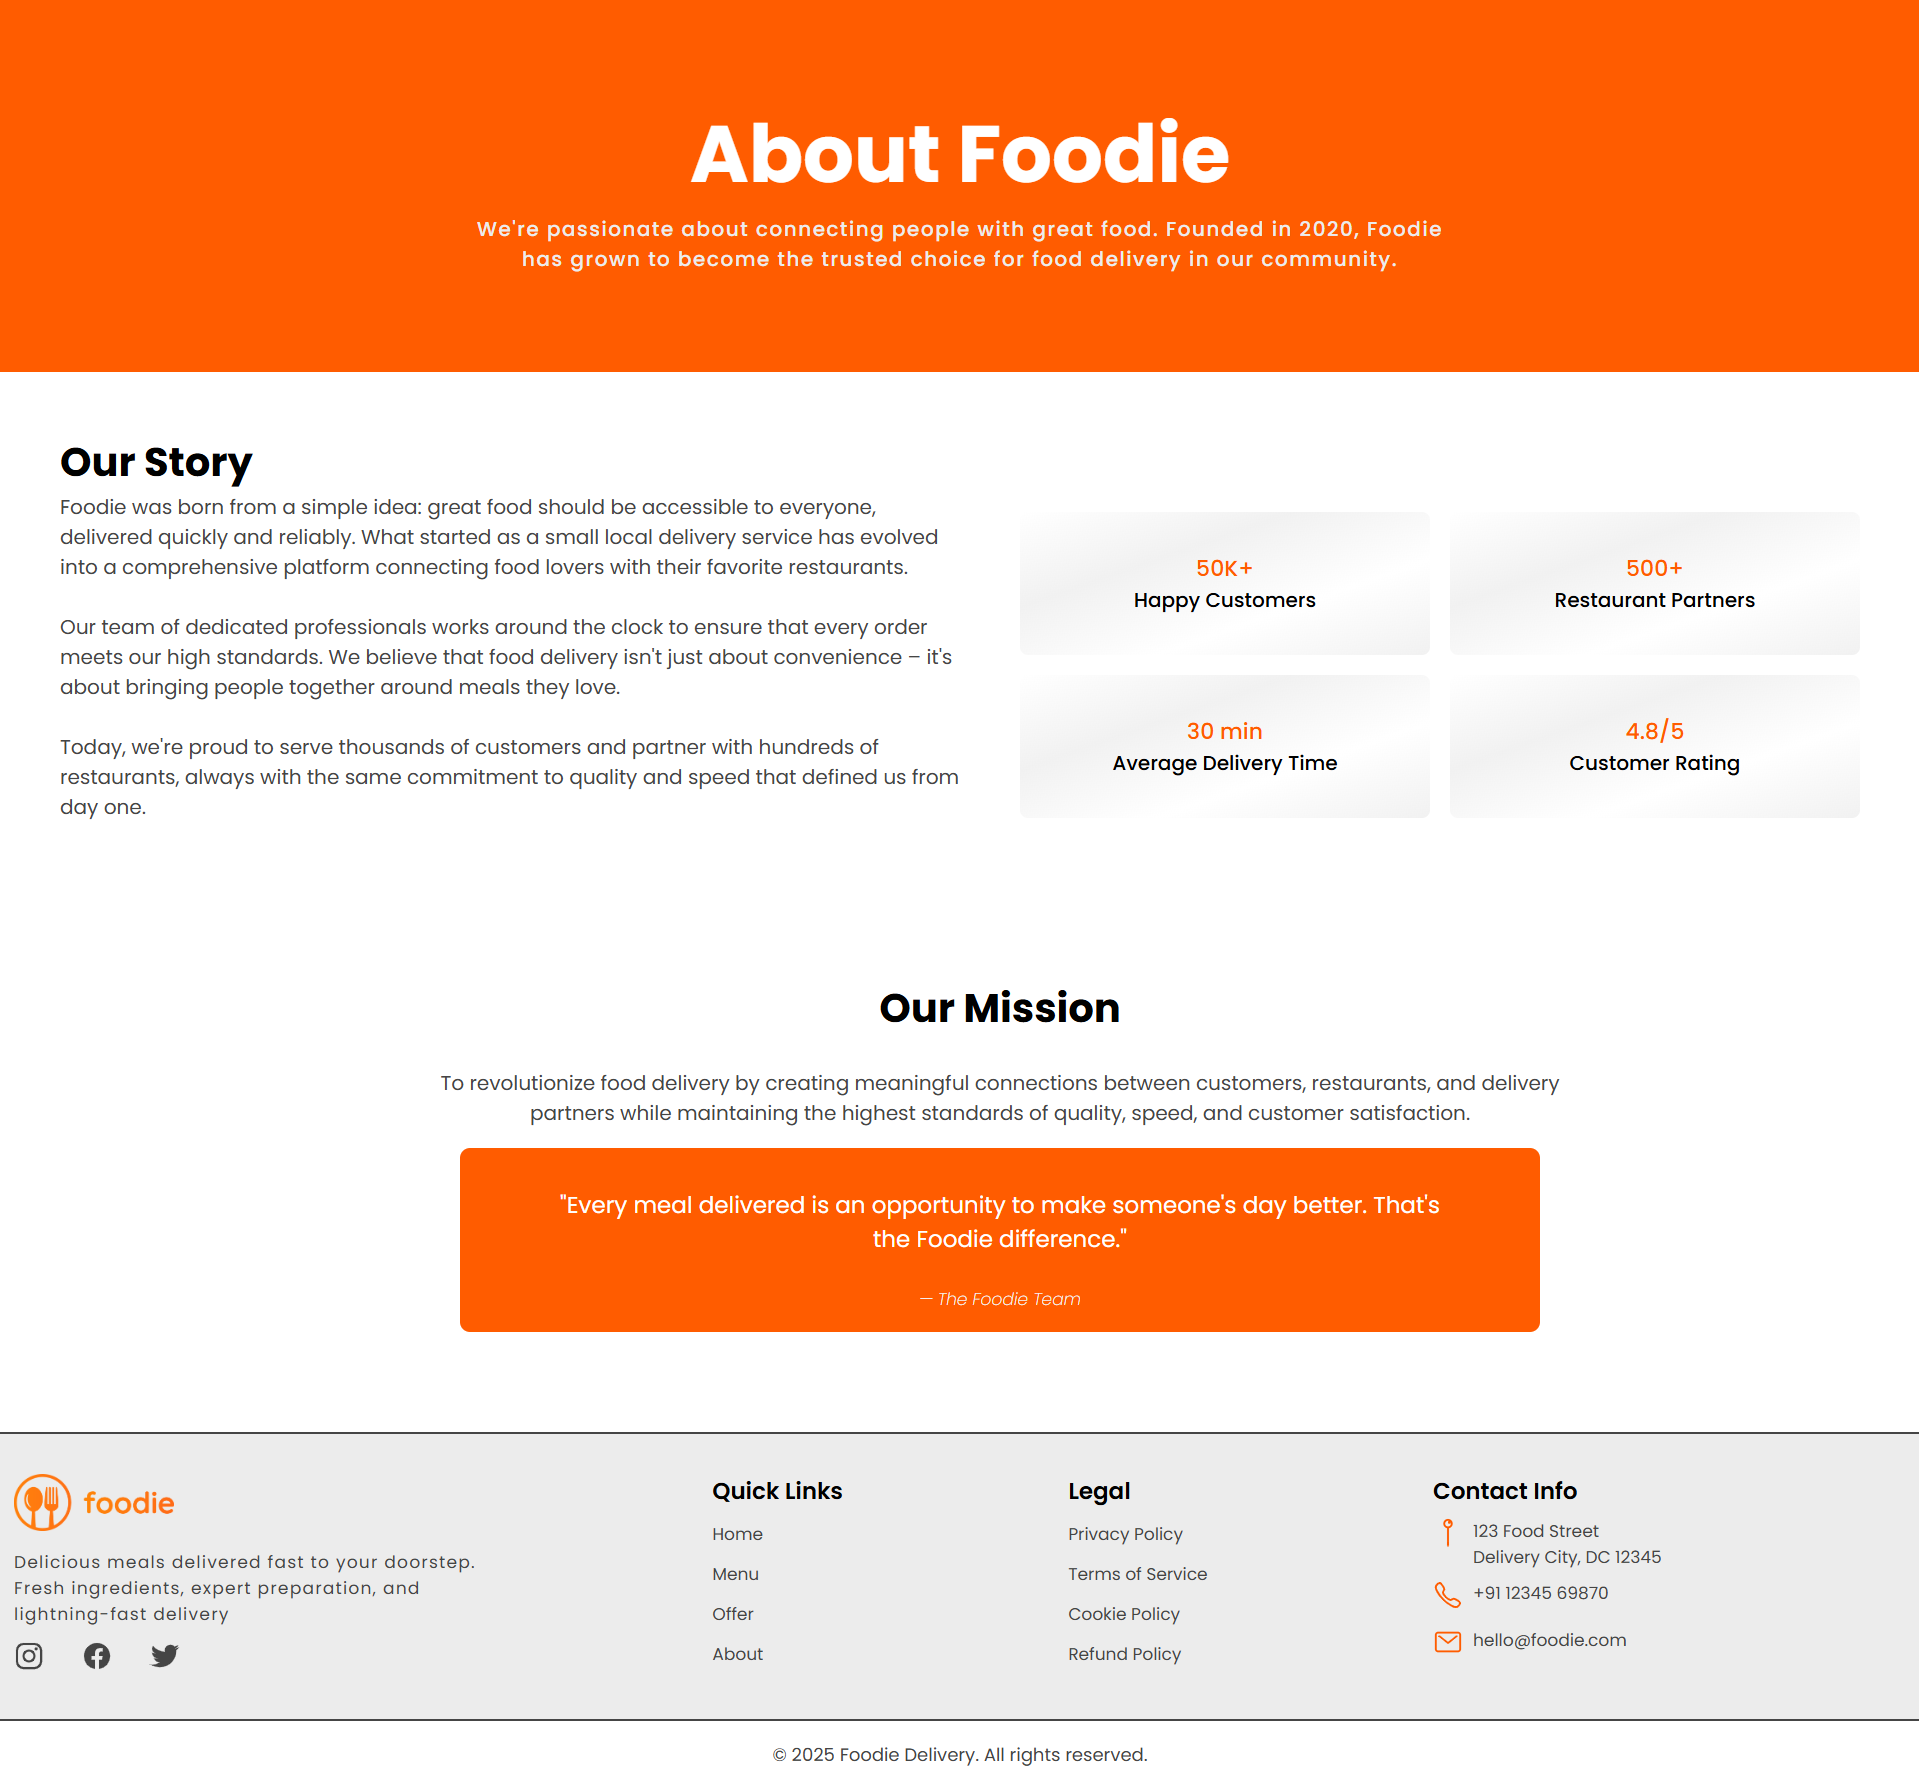 About Foodie
We're passionate about connecting people with great food. Founded in 2020, Foodie
has grown to become the trusted choice for food delivery in our community.
Our Story
Foodie was born from a simple idea: great food should be accessible to everyone,
delivered quickly and reliably. What started as a small local delivery service has evolved
into a comprehensive platform connecting food lovers with their favorite restaurants.
Our team of dedicated professionals works around the clock to ensure that every order
meets our high standards. We believe that food delivery isn't just about convenience – it's
about bringing people together around meals they love.
Today, we're proud to serve thousands of customers and partner with hundreds of
restaurants, always with the same commitment to quality and speed that defined us from
day one.
50K+
Happy Customers
500+
Restaurant Partners
30 min
Average Delivery Time
4.8/5
Customer Rating
Our Mission
To revolutionize food delivery by creating meaningful connections between customers, restaurants, and delivery
partners while maintaining the highest standards of quality, speed, and customer satisfaction.
"Every meal delivered is an opportunity to make someone's day better. That's
the Foodie difference."
— The Foodie Team
foodie
Delicious meals delivered fast to your doorstep.
Fresh ingredients, expert preparation, and
lightning-fast delivery
Quick Links
Home
Menu
Offer
About
Legal
Privacy Policy
Terms of Service
Cookie Policy
Refund Policy
Contact Info
123 Food Street
Delivery City, DC 12345
+91 12345 69870
hello@foodie.com
© 2025 Foodie Delivery. All rights reserved.